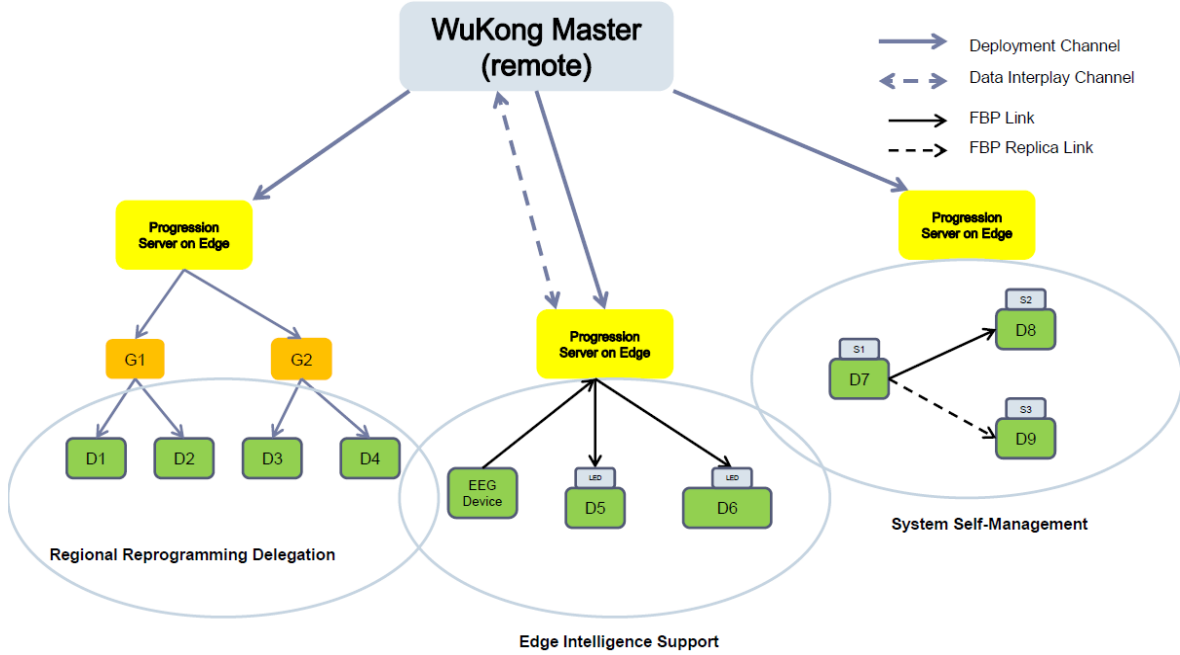 WuKong Master
(remote)
Deployment Channel
Data Interplay Channel
FBP Link
FBP Replica Link
Progression
Server on Edge
Progression
Server on Edge
Progression
Server on Edge
G1
G2
D1
D2
D3
D4
EEG
Device
LED
D5
LED
D6
S1
D7
S2
D8
S3
D9
Regional Reprogramming Delegation
Edge Intelligence Support
System Self-Management